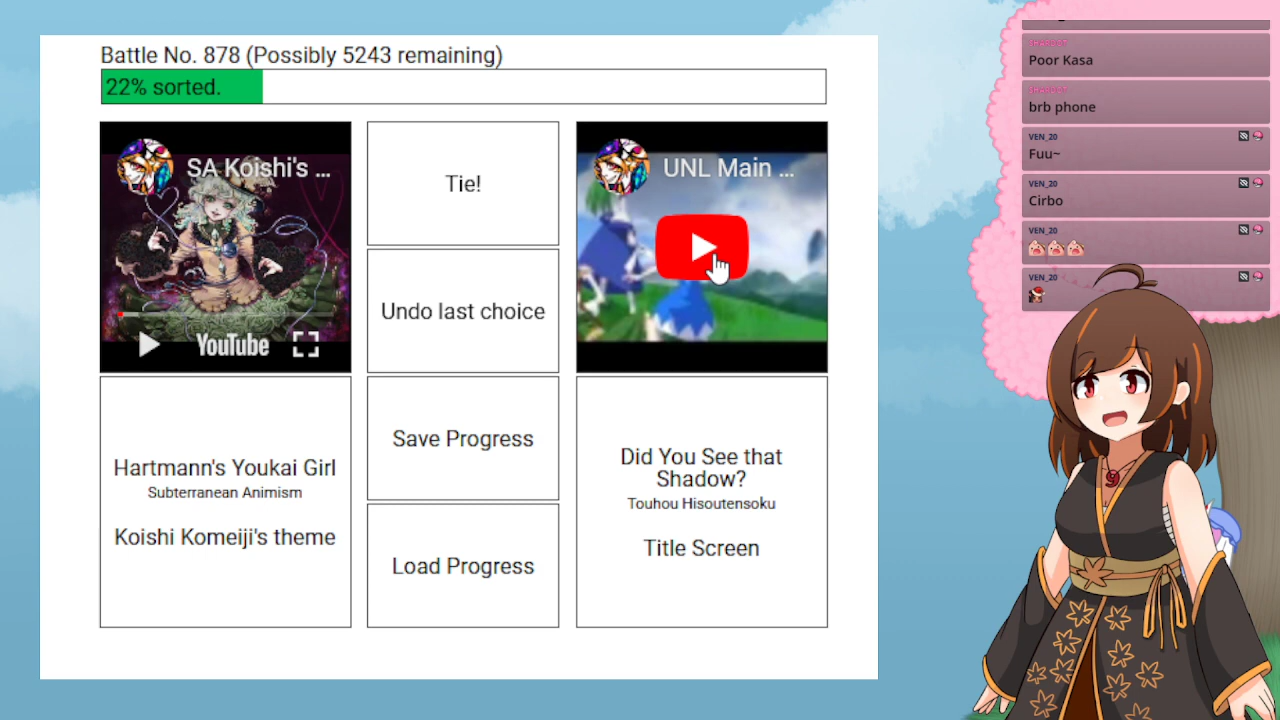 Battle No. 878 (Possibly 5243 remaining)
22% sorted.
SA Koishi's ...
YouTube
Tie!
Undo last choice
Save Progress
Load Progress
UNL Main ...
Hartmann's Youkai Girl
Subterranean Animism
Koishi Komeiji's theme
Did You See that
Shadow?
Touhou Hisoutensoku
Title Screen
Poor Kasa
brb phone
VEN_20
Fuu~
VEN_20
Cirbo
VEN_20
VEN_20
9